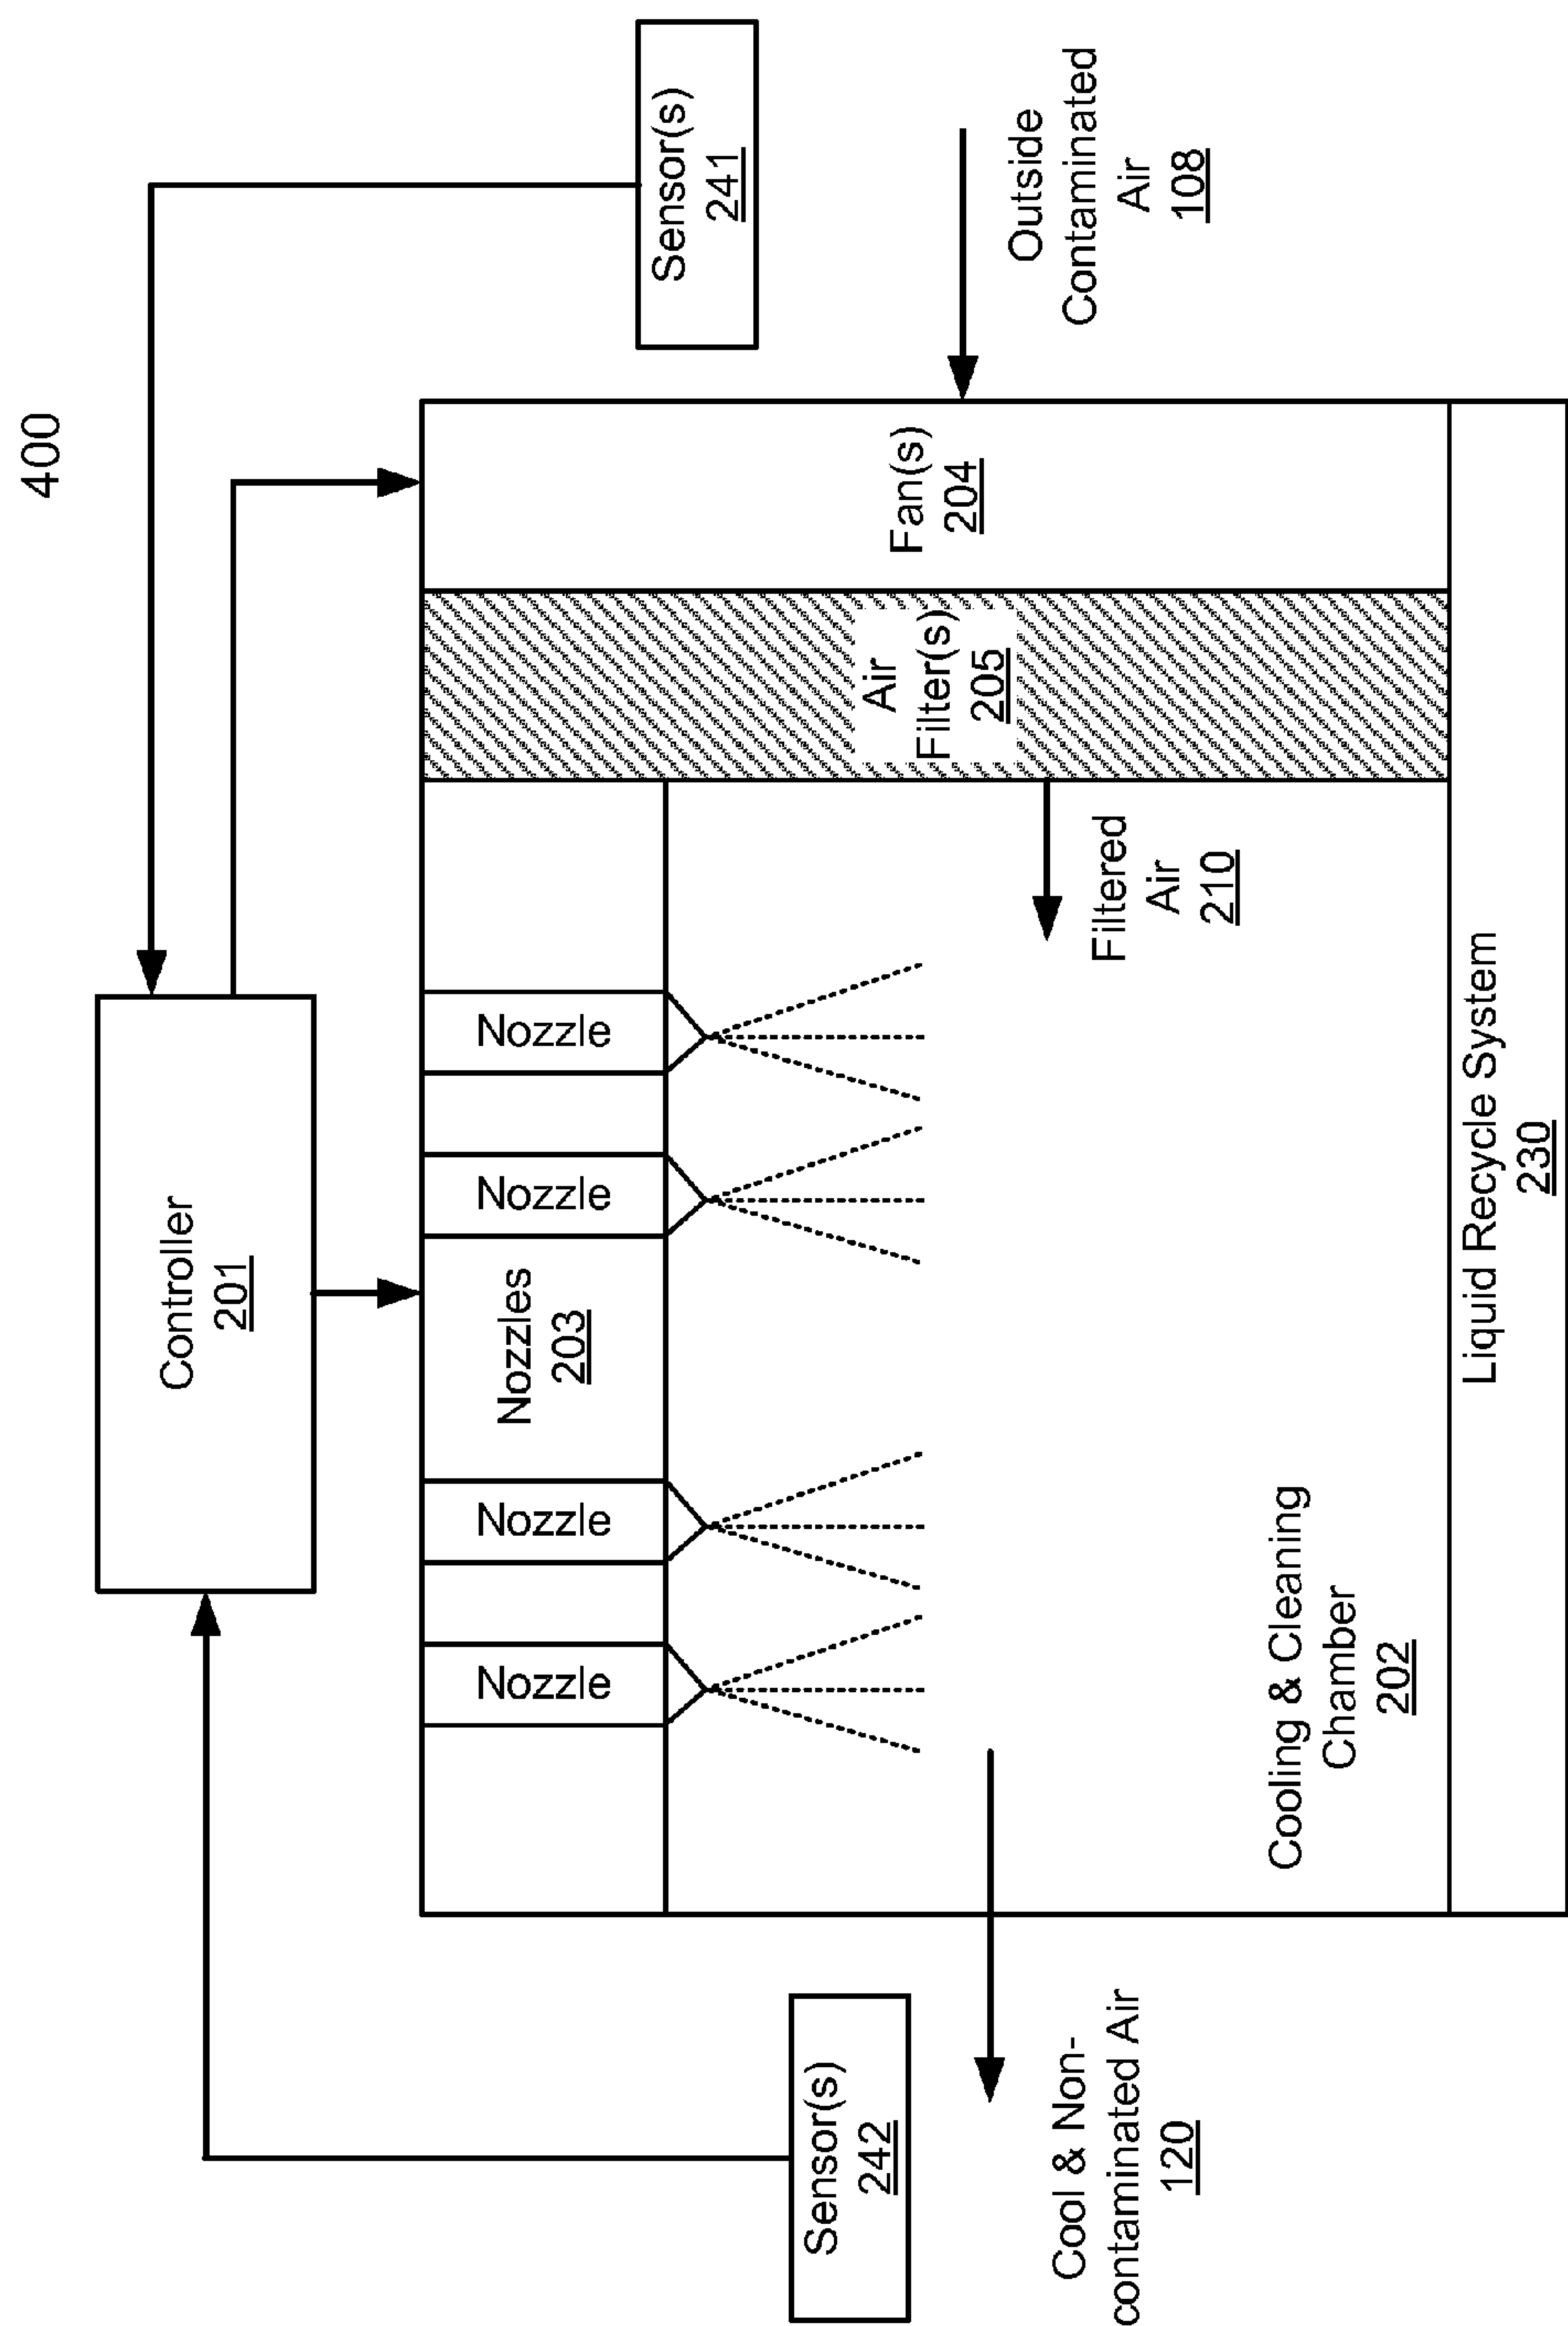 400
Controller
201
Sensor(s)
241
Sensor(s)
242
Nozzle
Nozzle
Nozzles
203
Nozzle
Nozzle
Air
Filter(s)
205
Fan(s)
204
Outside
Contaminated
Air
108
Filtered
Air
210
Cool & Non-
contaminated Air
120
Cooling & Cleaning
Chamber
202
Liquid Recycle System
230